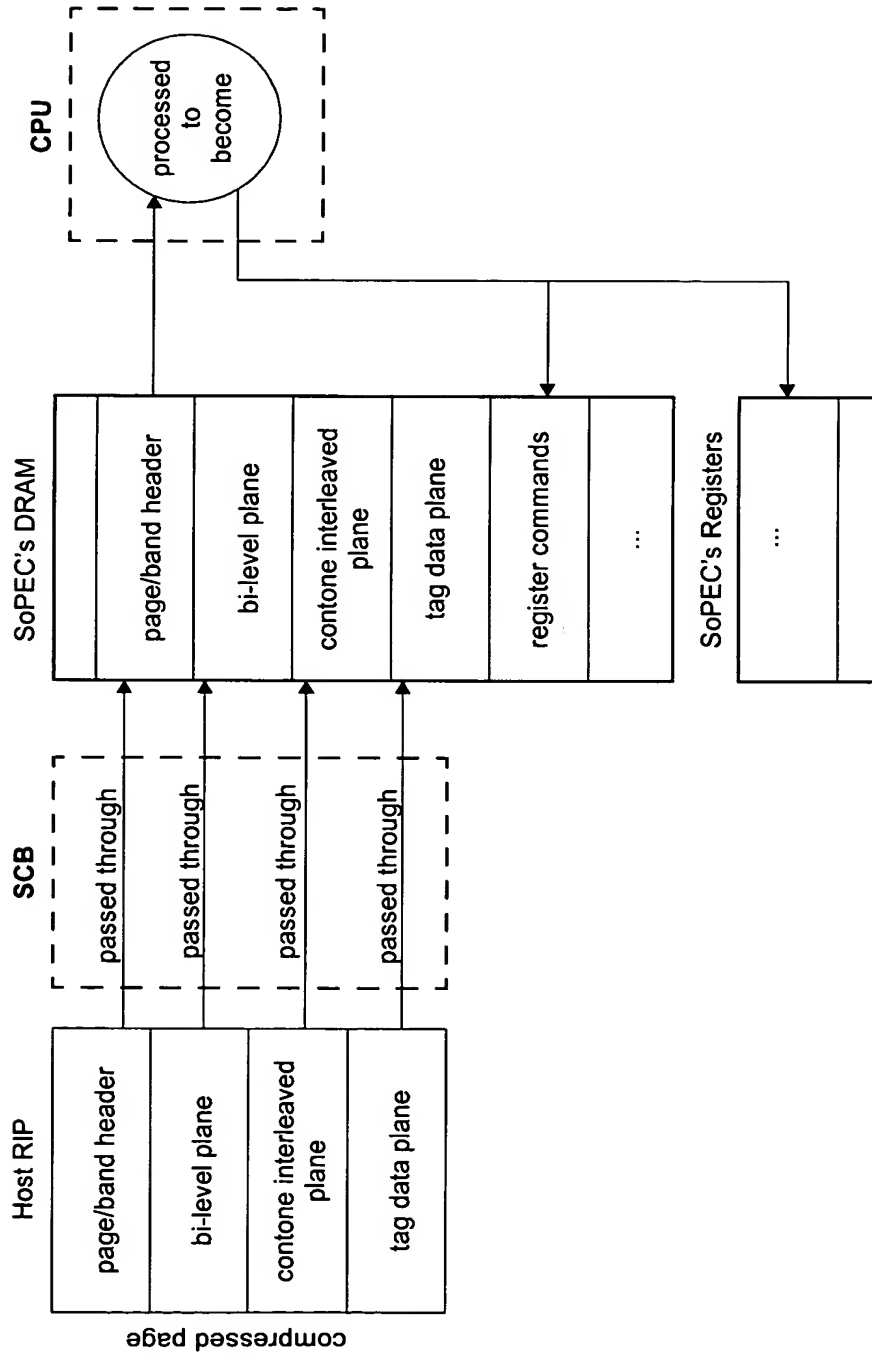 Host RIP
compressed page
page/band header
bi-level plane
contone interleaved
plane
tag data plane
SCB
passed through
passed through
passed through
passed through
SoPEC's DRAM
page/band header
bi-level plane
contone interleaved
plane
tag data plane
register commands
...
CPU
processed
to
become
SoPEC's Registers
...